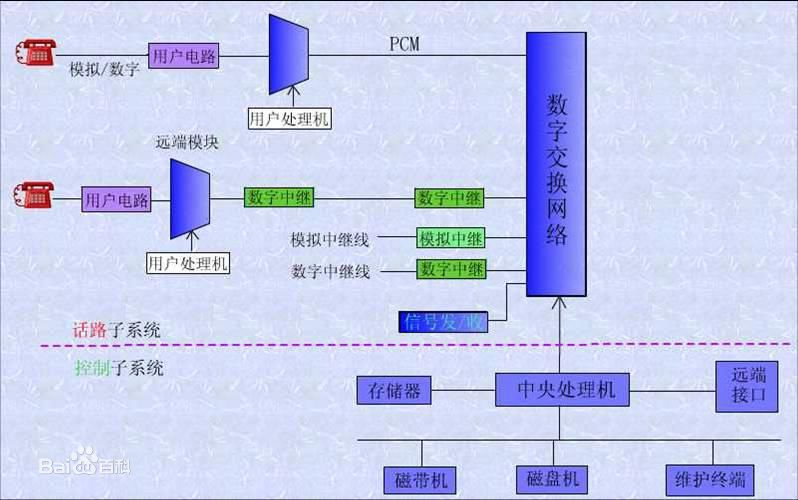 PCM
模拟/数字
用户电路
用户处理机
远端模块
用户电路
数字中继
数字中继
用户处理机
模拟中继线
模拟中继
数字中继线
数字中继
信号发/收
数字交换网络
话路子系统
控制子系统
存储器
中央处理机
远端
接口
磁带机
磁盘机
维护终端
Bai百科